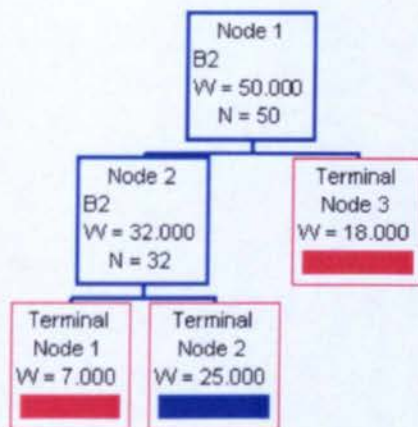 Node 1
B2
W = 50.000
N = 50
Node 2
B2
W = 32.000
N = 32
Terminal
Node 3
W = 18.000
Terminal
Node 1
W = 7.000
Terminal
Node 2
W = 25.000